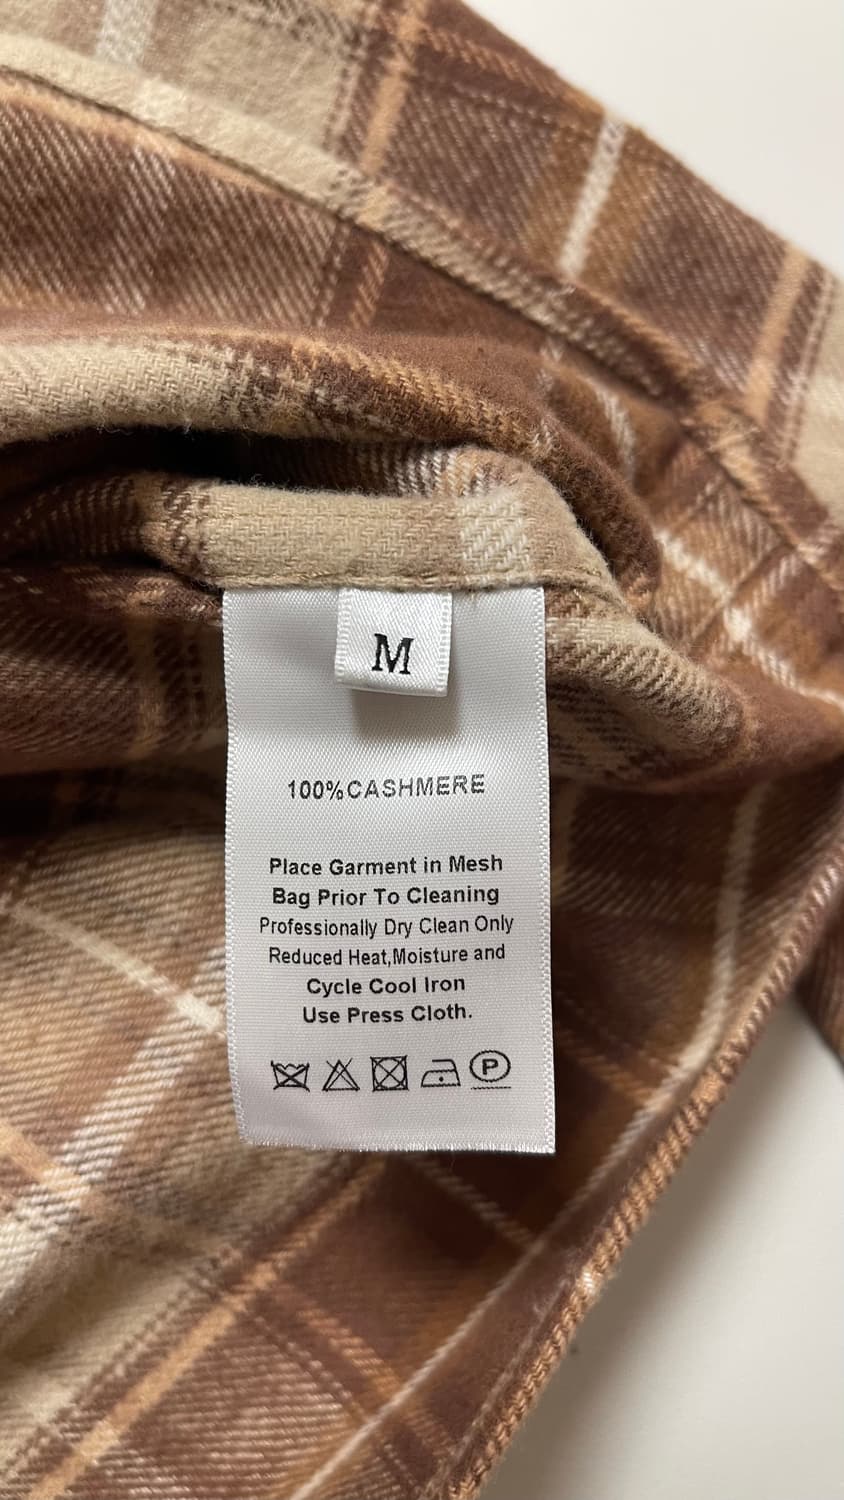 M
100%CASHMERE
Place Garment in Mesh
Bag Prior To Cleaning
Professionally Dry Clean Only
Reduced Heat,Moisture and
Cycle Cool Iron
Use Press Cloth.
P